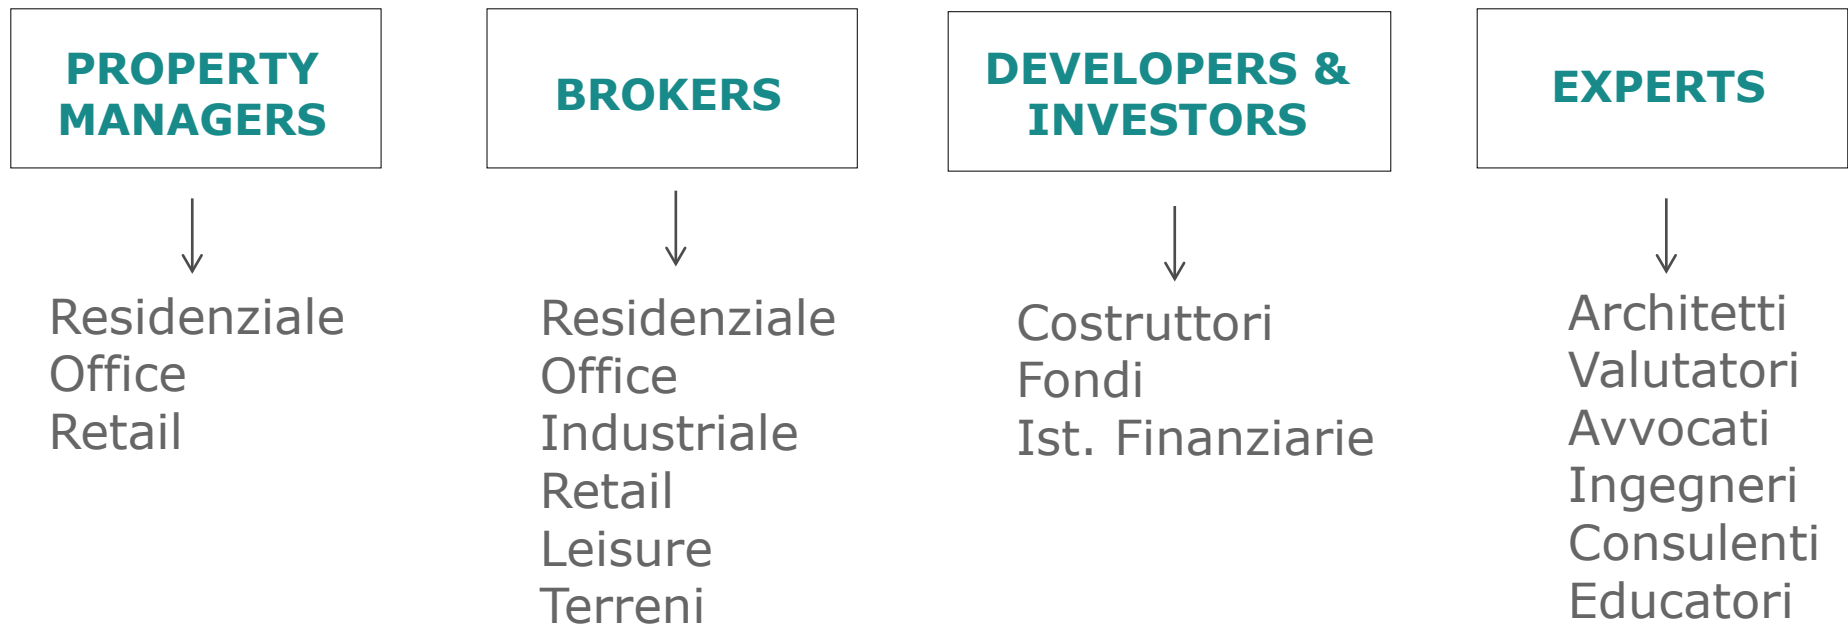 PROPERTY
MANAGERS
Residenziale
Office
Retail
BROKERS
Residenziale
Office
Industriale
Retail
Leisure
Terreni
DEVELOPERS &
INVESTORS
Costruttori
Fondi
Ist. Finanziarie
EXPERTS
Architetti
Valutatori
Avvocati
Ingegneri
Consulenti
Educatori